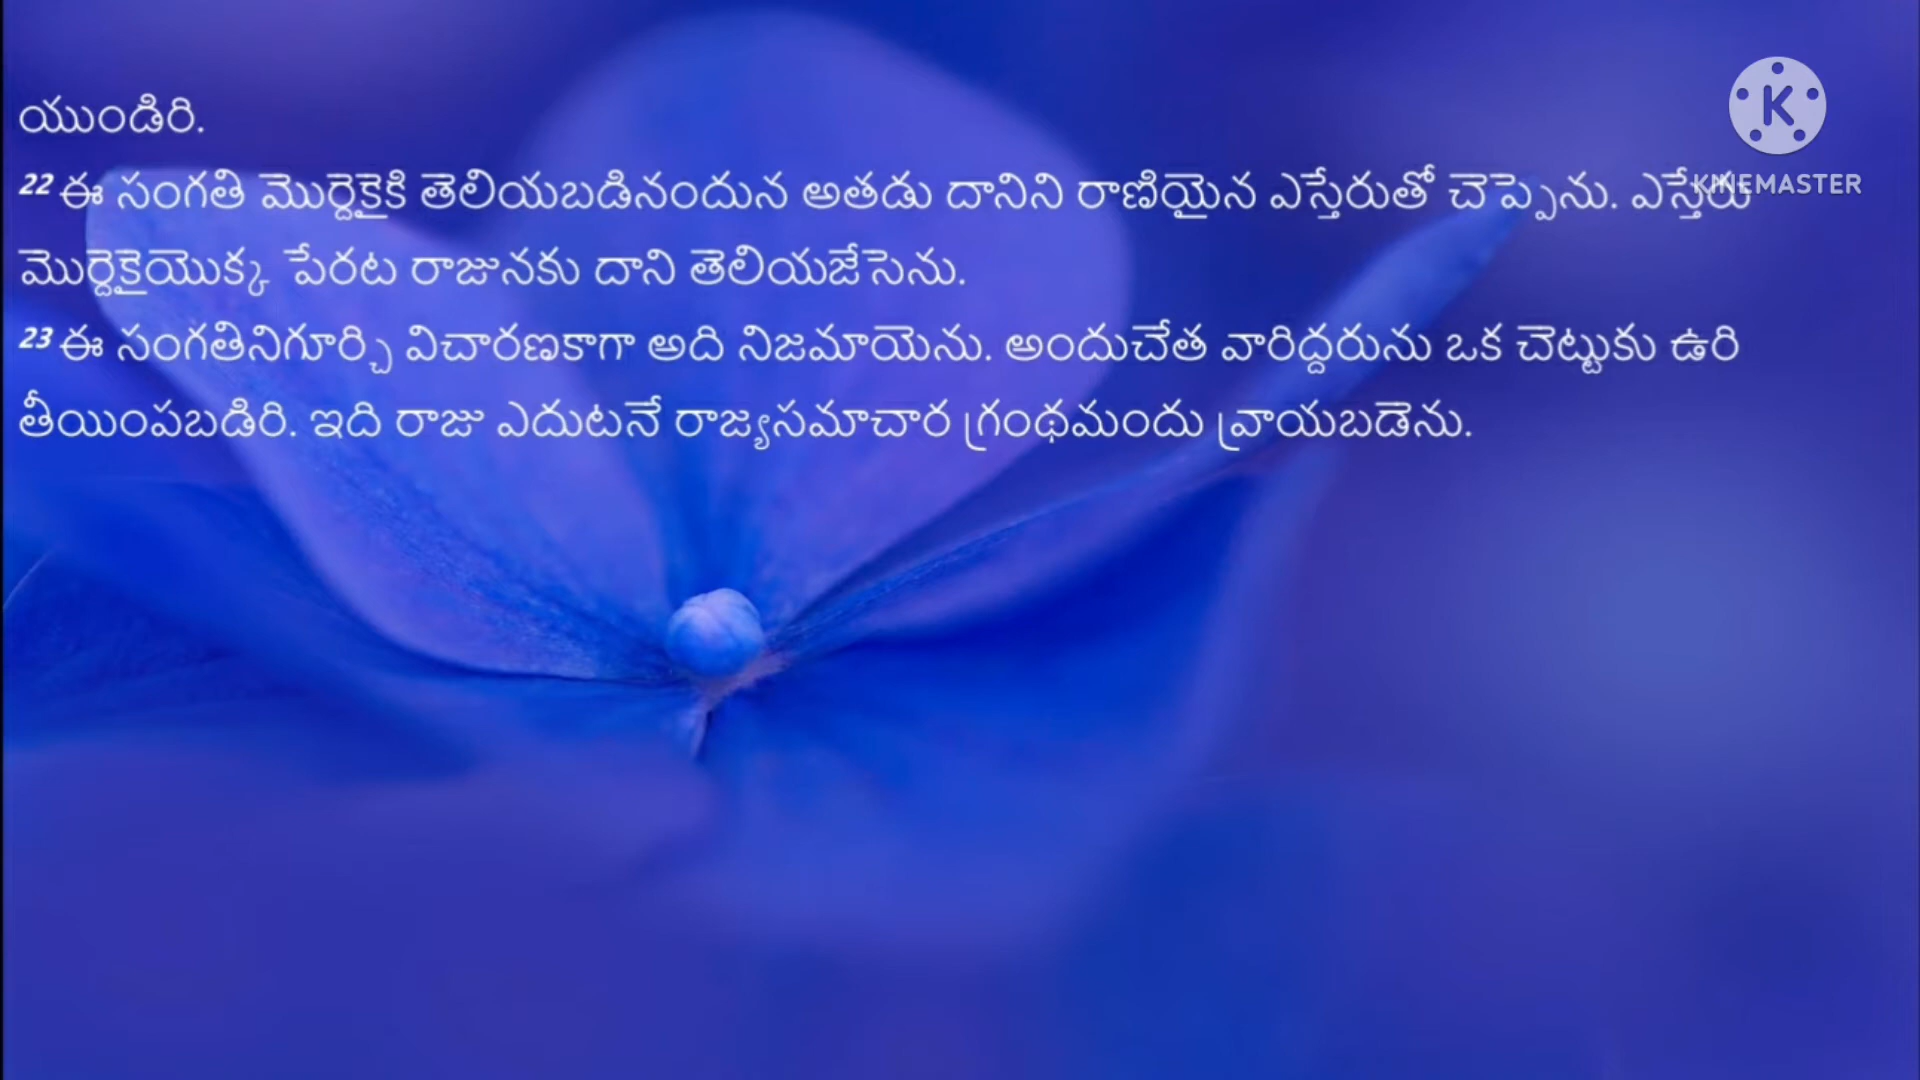 యుండిరి.
22 ఈ సంగతి మొర్దెకైకి తెలియబడినందున అతడు దానిని రాణియైన ఎస్తేరుతో చెప్పెను. ఎస్తేరు
మొర్దెకైయొక్క పేరట రాజునకు దాని తెలియజేసెను.
23 ఈ సంగతినిగూర్చి విచారణకాగా అది నిజమాయెను. అందుచేత వారిద్దరును ఒక చెట్టుకు ఉరి
తీయింపబడిరి. ఇది రాజు ఎదుటనే రాజ్యసమాచార గ్రంథమందు వ్రాయబడెను.
K
KINEMASTER